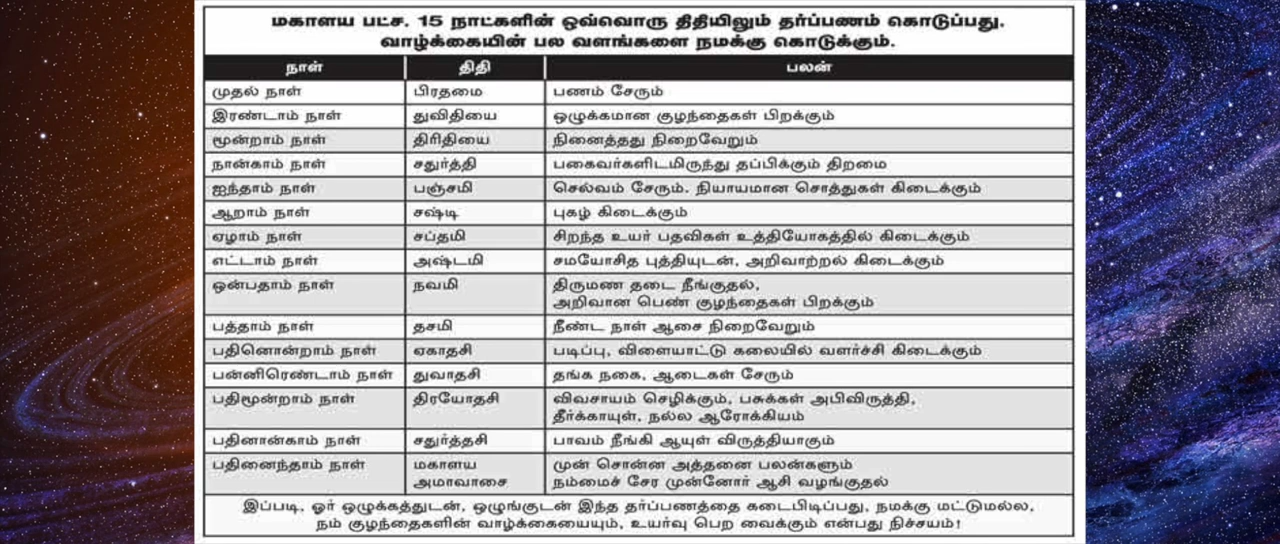 மகாளய பட்ச. 15 நாட்களின் ஒவ்வொரு திதியிலும் தர்ப்பணம் கொடுப்பது.
வாழ்க்கையின் பல வளங்களை நமக்கு கொடுக்கும்.
நாள் திதி பலன்
முதல் நாள் பிரதமை பணம் சேரும்
இரண்டாம் நாள் துவிதியை ஒழுக்கமான குழந்தைகள் பிறக்கும்
மூன்றாம் நாள் திரிதியை நினைத்தது நிறைவேறும்
நான்காம் நாள் சதுர்த்தி பகைவர்களிடமிருந்து தப்பிக்கும் திறமை
ஐந்தாம் நாள் பஞ்சமி செல்வம் சேரும். நியாயமான சொத்துகள் கிடைக்கும்
ஆறாம் நாள் சஷ்டி புகழ் கிடைக்கும்
ஏழாம் நாள் சப்தமி சிறந்த உயர் பதவிகள் உத்தியோகத்தில் கிடைக்கும்
எட்டாம் நாள் அஷ்டமி சமயோசித புத்தியுடன், அறிவாற்றல் கிடைக்கும்
ஒன்பதாம் நாள் நவமி திருமண தடை நீங்குதல்,
அறிவான பெண் குழந்தைகள் பிறக்கும்
பத்தாம் நாள் தசமி நீண்ட நாள் ஆசை நிறைவேறும்
பதினொன்றாம் நாள் ஏகாதசி படிப்பு, விளையாட்டு கலையில் வளர்ச்சி கிடைக்கும்
பன்னிரெண்டாம் நாள் துவாதசி தங்க நகை, ஆடைகள் சேரும்
பதிமூன்றாம் நாள் திரயோதசி விவசாயம் செழிக்கும், பசுக்கள் அபிவிருத்தி,
தீர்க்காயுள், நல்ல ஆரோக்கியம்
பதினான்காம் நாள் சதுர்த்தசி பாவம் நீங்கி ஆயுள் விருத்தியாகும்
பதினைந்தாம் நாள் மகாளய முன் சொன்ன அத்தனை பலன்களும்
அமாவாசை நம்மைச் சேர முன்னோர் ஆசி வழங்குதல்
இப்படி, ஓர் ஒழுக்கத்துடன், ஒழுங்குடன் இந்த தர்ப்பணத்தை கடைபிடிப்பது, நமக்கு மட்டுமல்ல,
நம் குழந்தைகளின் வாழ்க்கையையும், உயர்வு பெற வைக்கும் என்பது நிச்சயம்!